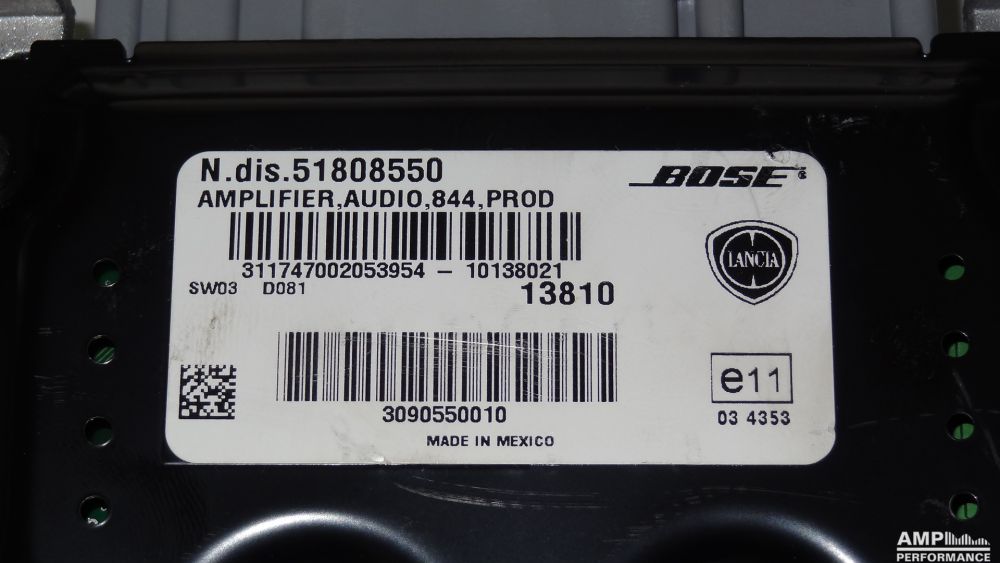 N.dis.51808550
BOSE®
AMPLIFIER,AUDIO,844,PROD
311747002053954 - 10138021
LANCIA
SW03 D081
13810
3090550010
e11
03 4353
MADE IN MEXICO
AMP
PERFORMANCE